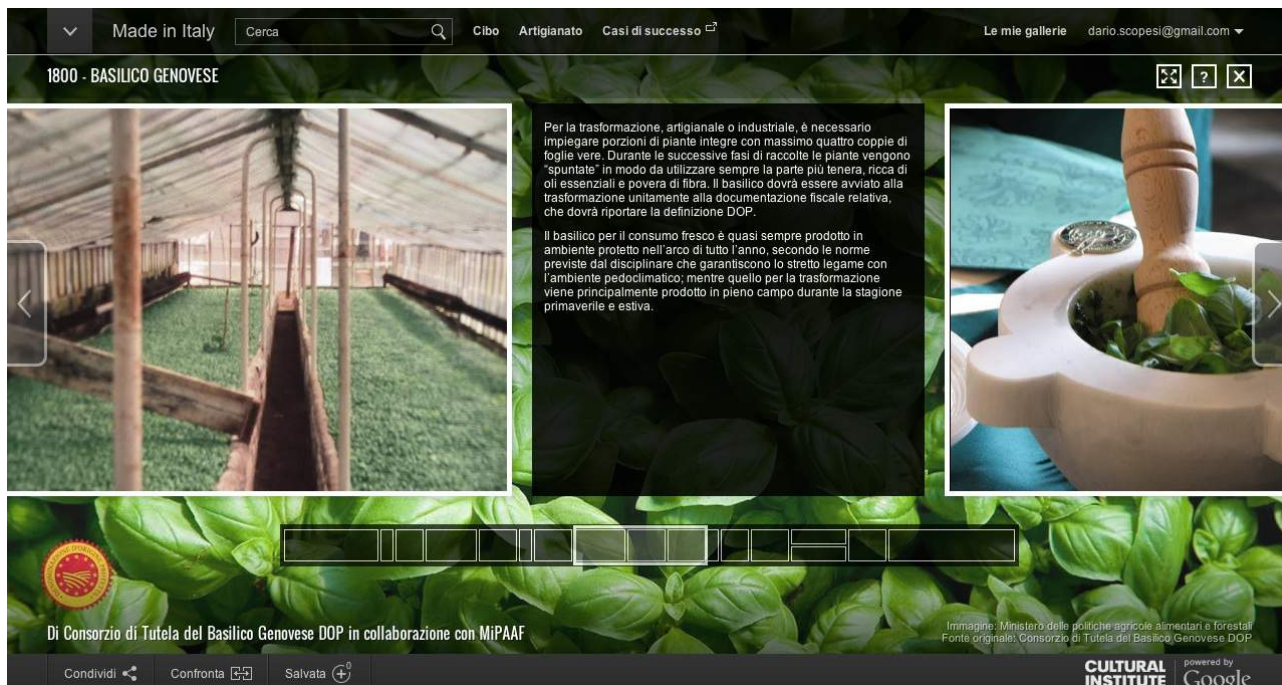 Made in Italy
Cerca
Cibo
Artigianato
Casi di successo
Le mie gallerie
dario.scopesi@gmail.com
1800 - BASILICO GENOVESE
?
Per la trasformazione, artigianale o industriale, è necessario
impiegare porzioni di piante integre con massimo quattro coppie di
foglie vere. Durante le successive fasi di raccolte le piante vengono
“spuntate” in modo da utilizzare sempre la parte più tenera, ricca di
oli essenziali e povera di fibra. Il basilico dovrà essere avviato alla
trasformazione unitamente alla documentazione fiscale relativa,
che dovrà riportare la definizione DOP.
Il basilico per il consumo fresco è quasi sempre prodotto in
ambiente protetto nell’arco di tutto l’anno, secondo le norme
previste dal disciplinare che garantiscono lo stretto legame con
l’ambiente pedoclimatico; mentre quello per la trasformazione
viene principalmente prodotto in pieno campo durante la stagione
primaverile e estiva.
Di Consorzio di Tutela del Basilico Genovese DOP in collaborazione con MiPAAF
Immagine: Ministero delle politiche agricole alimentari e forestali
Fonte originale: Consorzio di Tutela del Basilico Genovese DOP
Condividi
Confronta
Salvata
0
CULTURAL
INSTITUTE
powered by
Google